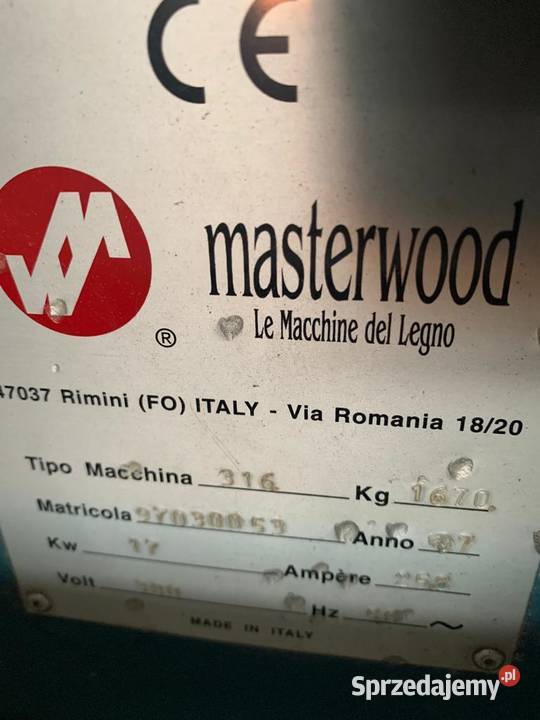 CE
masterwood
®
Le Macchine del Legno
47037 Rimini (FO) ITALY - Via Romania 18/20
Tipo Macchina 316 Kg 1670
Matricola Anno 97
Kw 17 Ampère
Volt Hz ~
MADE IN ITALY
Sprzedajemy.pl